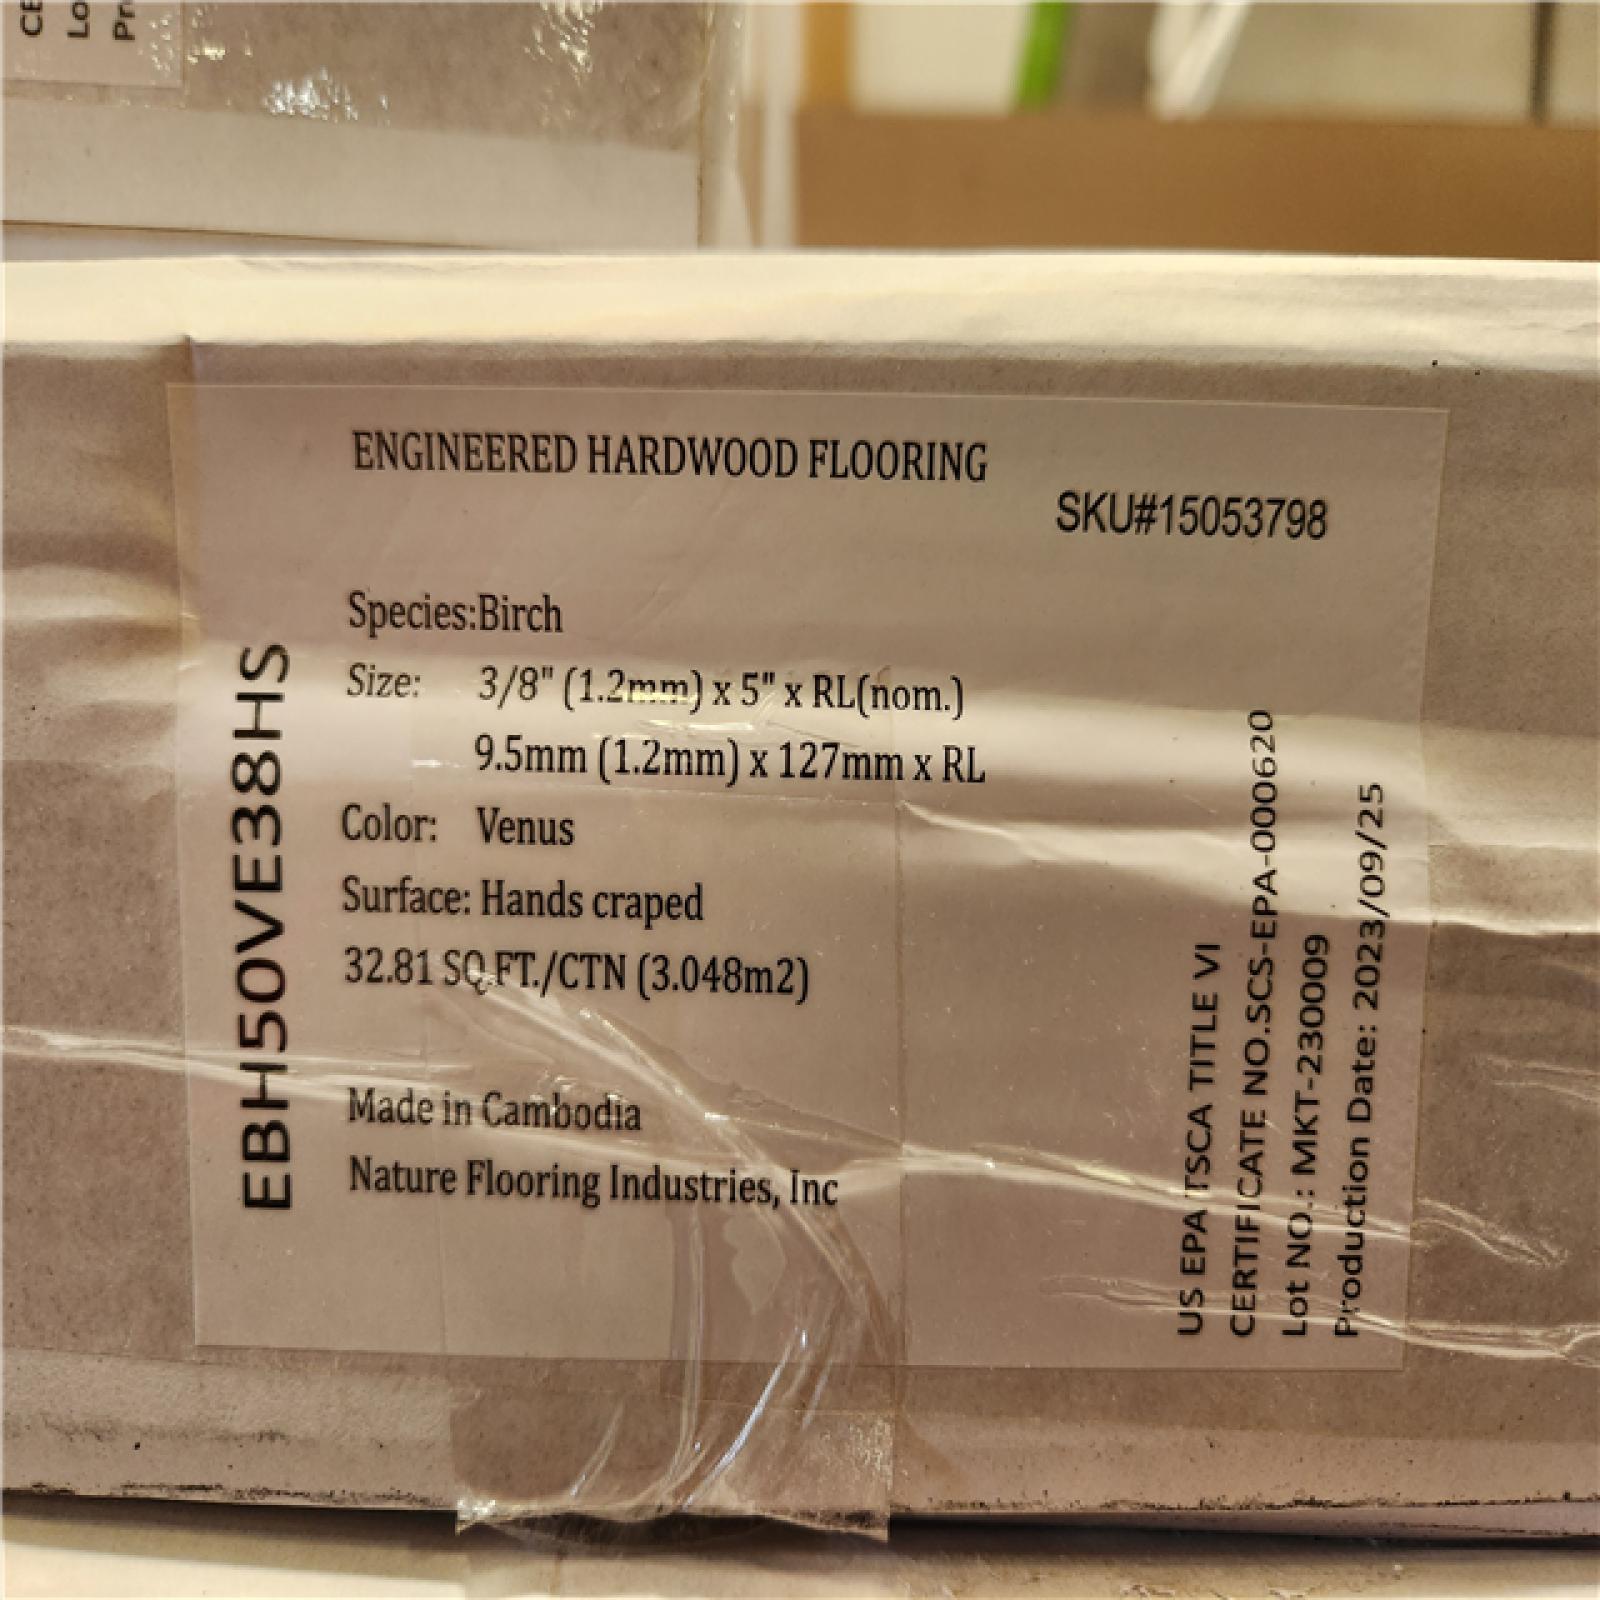 CE
Lo
Pr
ENGINEERED HARDWOOD FLOORING
SKU#15053798
Species:Birch
Size: 3/8" (1.2mm) x 5" x RL(nom.)
9.5mm (1.2mm) x 127mm x RL
Color: Venus
Surface: Hands craped
32.81 SQ.FT./CTN (3.048m2)
Made in Cambodia
Nature Flooring Industries, Inc
EBH50VE38HS
US EPA TSCA TITLE VI
CERTIFICATE NO.SCS-EPA-000620
Lot NO.: MKT-230009
Production Date: 2023/09/25